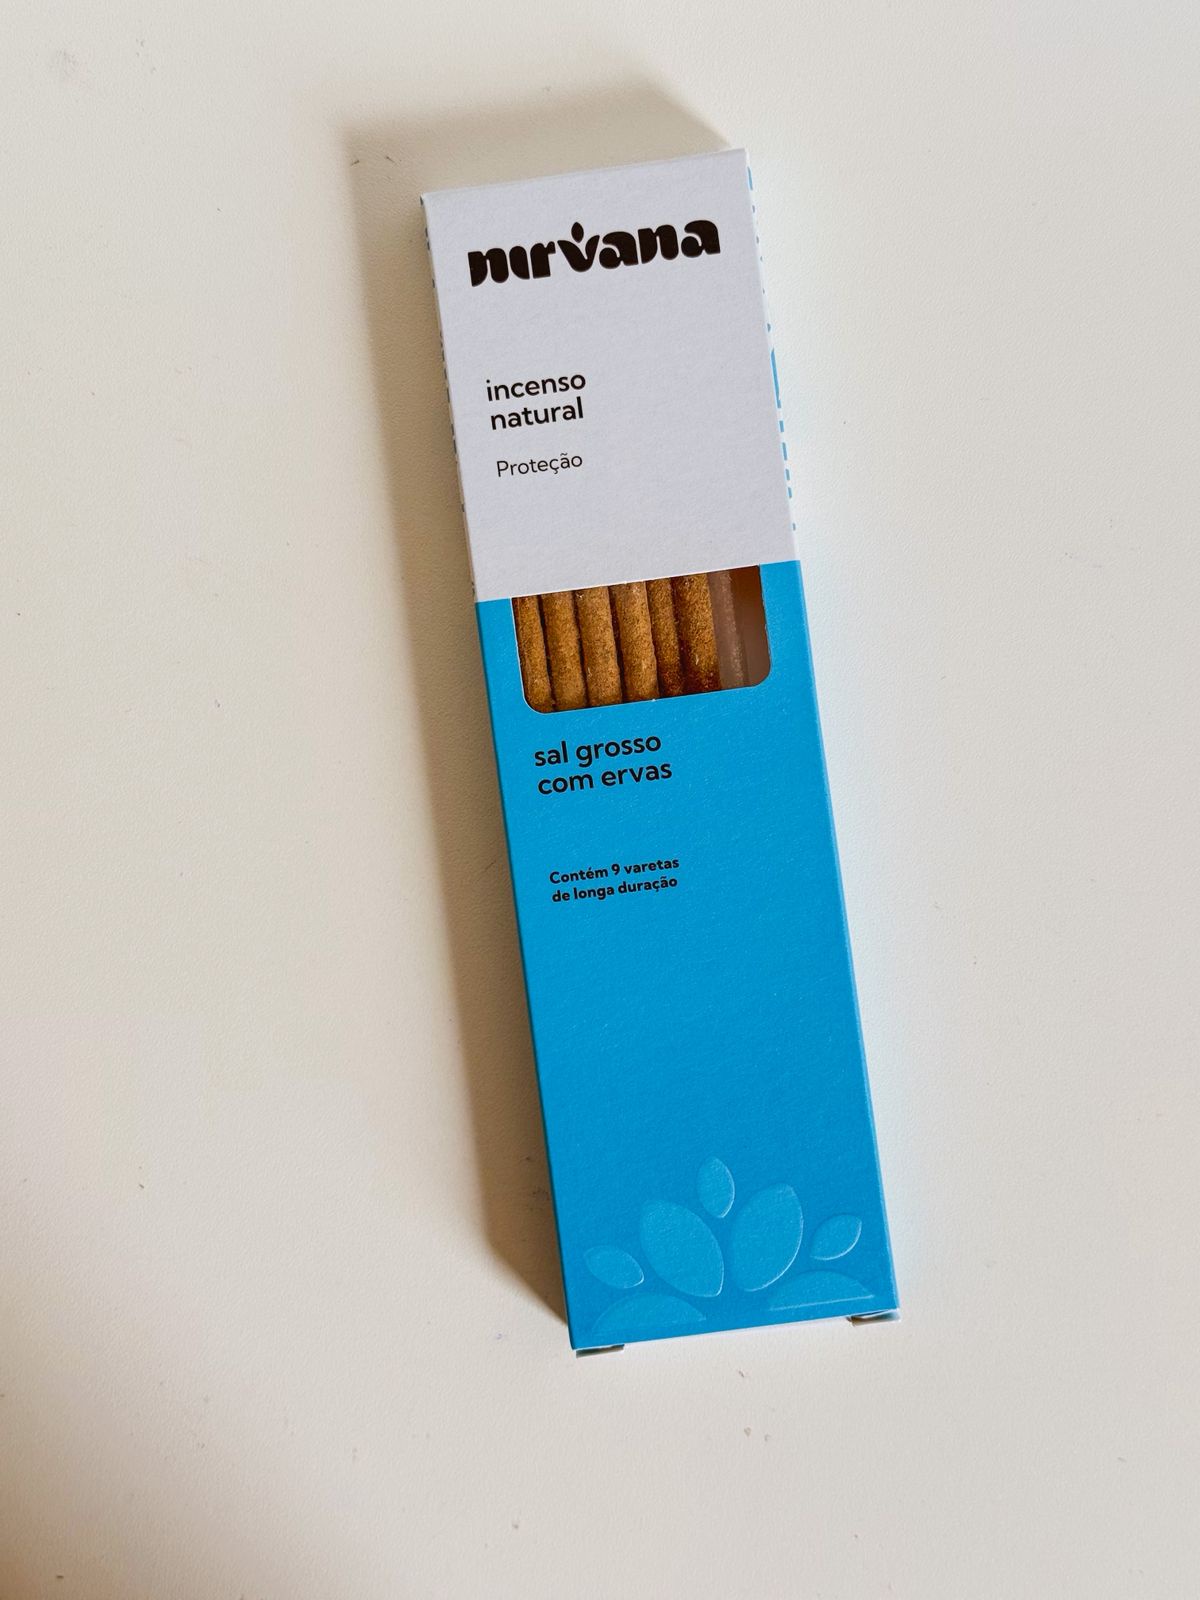 nirvana
incenso
natural
Proteção
sal grosso
com ervas
Contém 9 varetas
de longa duração